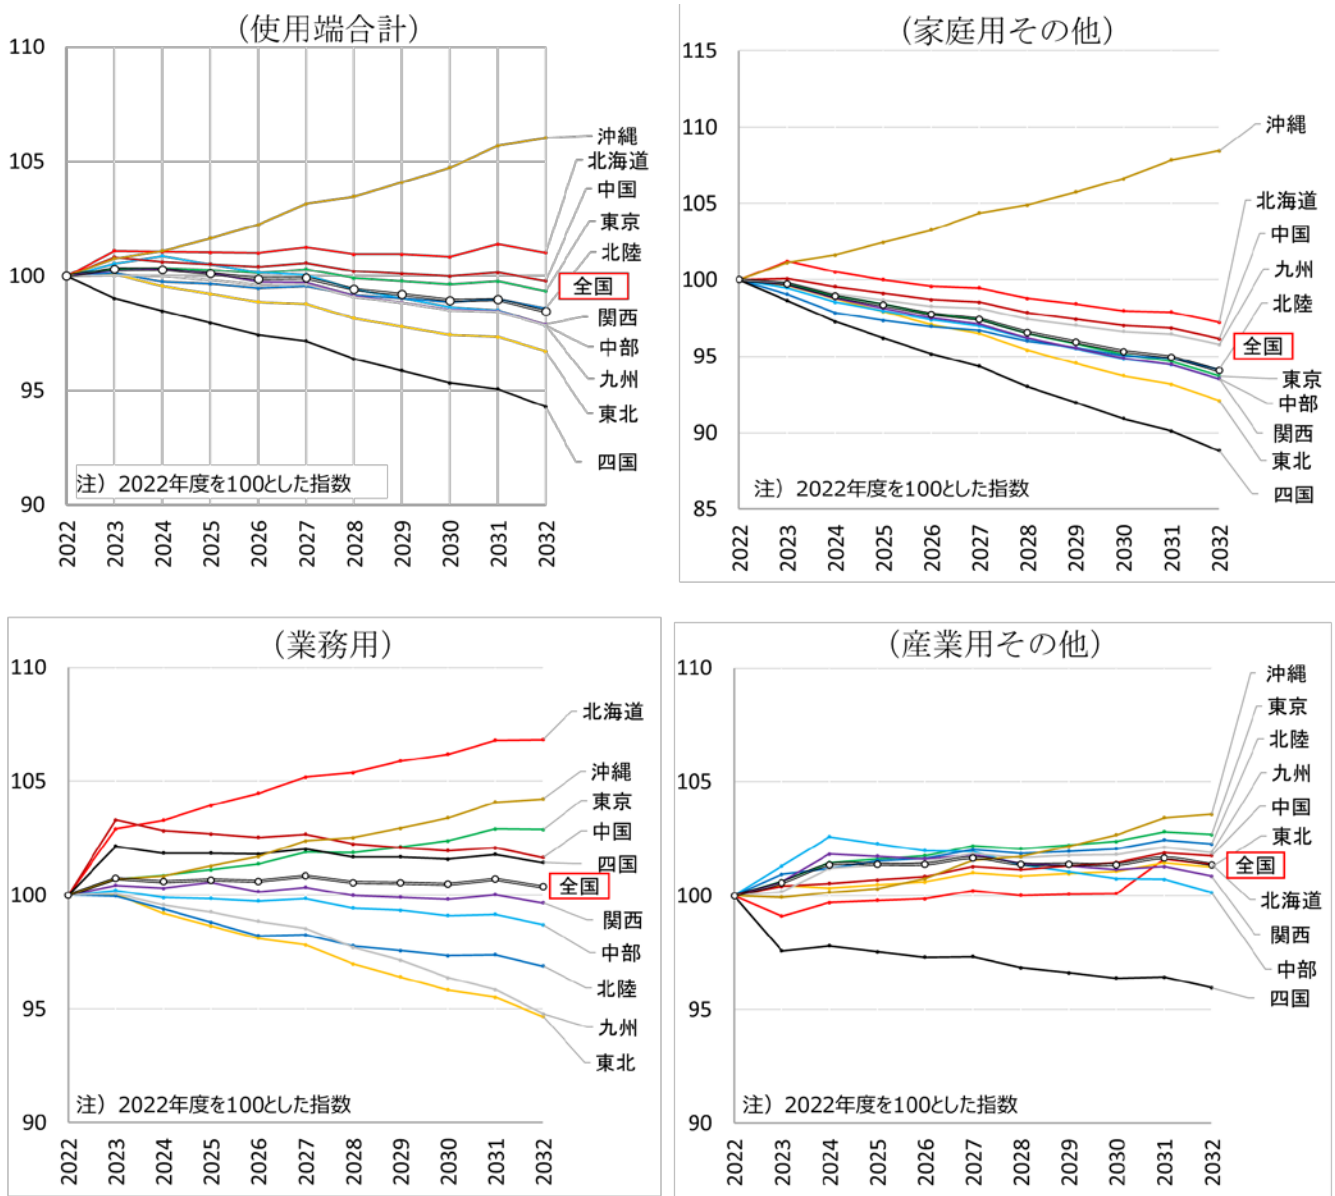 （使用端合計）
110
105
100
95
90
沖縄
北海道
中国
東京
北陸
全国
関西
中部
九州
東北
四国
注）2022年度を100とした指数
2022
2023
2024
2025
2026
2027
2028
2029
2030
2031
2032
（家庭用その他）
115
110
105
100
95
90
85
沖縄
北海道
中国
九州
北陸
全国
東京
中部
関西
東北
四国
注）2022年度を100とした指数
2022
2023
2024
2025
2026
2027
2028
2029
2030
2031
2032
（業務用）
110
105
100
95
90
北海道
沖縄
東京
中国
四国
全国
関西
中部
北陸
九州
東北
注）2022年度を100とした指数
2022
2023
2024
2025
2026
2027
2028
2029
2030
2031
2032
（産業用その他）
110
105
100
95
90
沖縄
東京
北陸
九州
中国
東北
全国
北海道
関西
中部
四国
注）2022年度を100とした指数
2022
2023
2024
2025
2026
2027
2028
2029
2030
2031
2032